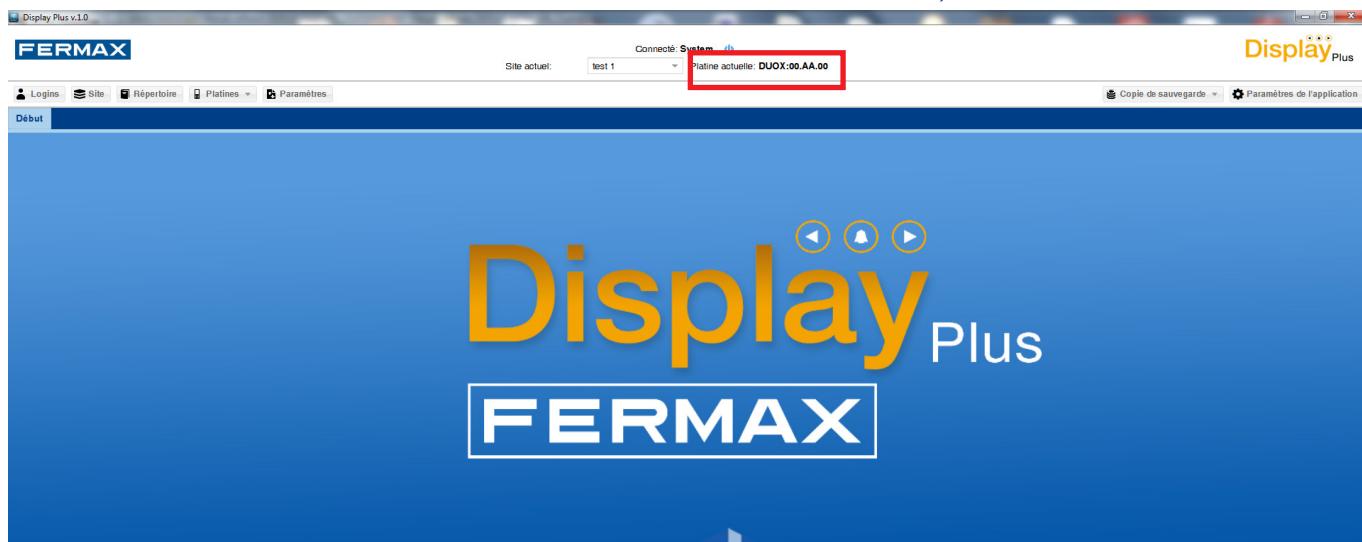 Display Plus v.1.0
FERMAX
Connecté: System
Display Plus
Site actuel: test 1 Platine actuelle: DUOX:00.AA.00
Logins Site Répertoire Platines Paramètres Copie de sauvegarde Paramètres de l'application
Début
Display Plus
FERMAX